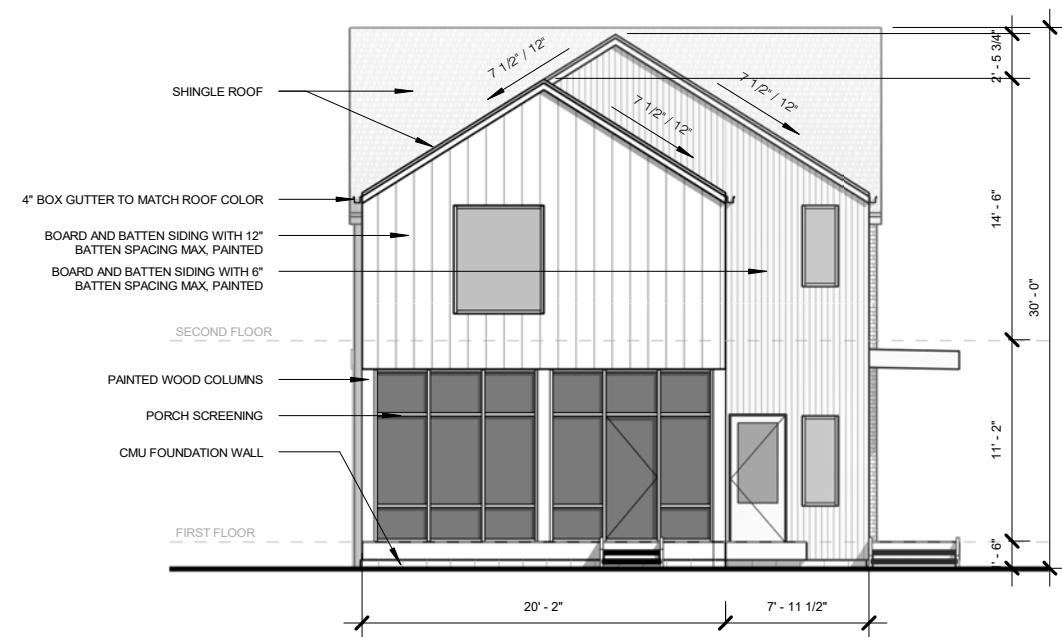 7 1/2" / 12"
7 1/2" / 12"
7 1/2" / 12"
SHINGLE ROOF
4" BOX GUTTER TO MATCH ROOF COLOR
BOARD AND BATTEN SIDING WITH 12"
BATTEN SPACING MAX, PAINTED
BOARD AND BATTEN SIDING WITH 6"
BATTEN SPACING MAX, PAINTED
SECOND FLOOR
PAINTED WOOD COLUMNS
PORCH SCREENING
CMU FOUNDATION WALL
FIRST FLOOR
2' - 5 3/4"
14' - 6"
30' - 0"
11' - 2"
' - 6"
20' - 2"
7' - 11 1/2"